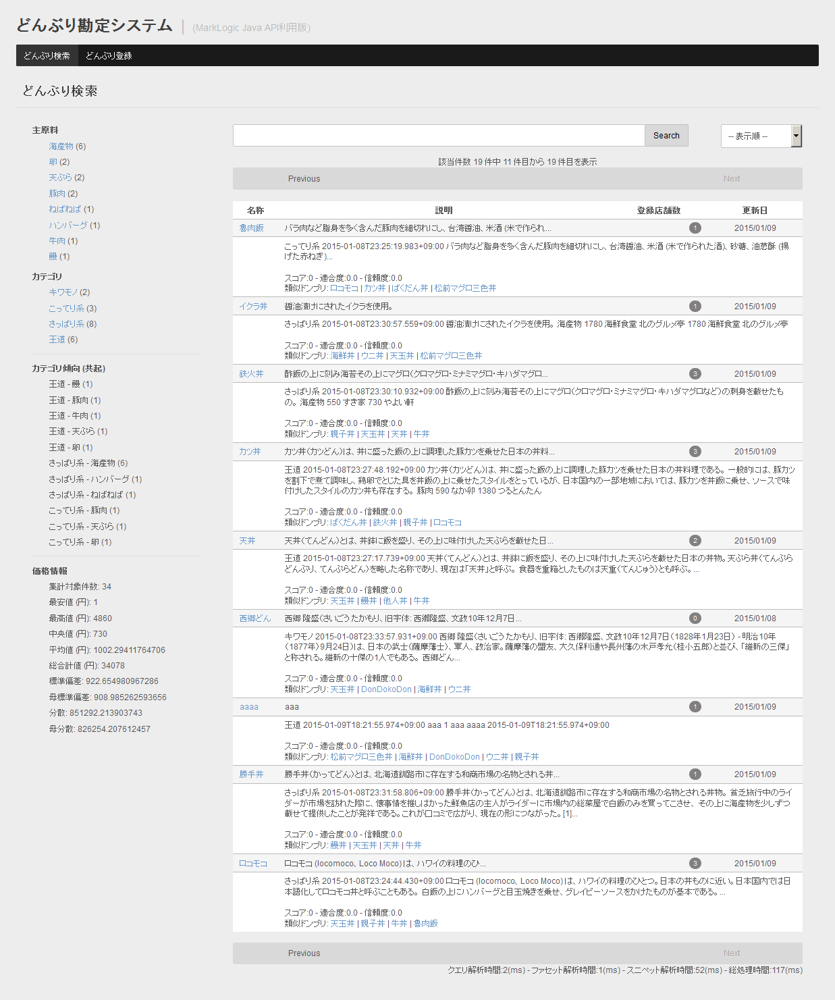 どんぶり勘定システム | (MarkLogic Java API利用版)
どんぶり検索 どんぶり登録
どんぶり検索
主原料
海産物 (6)
卵 (2)
天ぷら (2)
豚肉 (2)
ねばねば (1)
ハンバーグ (1)
牛肉 (1)
鰻 (1)
カテゴリ
キワモノ (2)
こってり系 (3)
さっぱり系 (8)
王道 (6)
カテゴリ傾向 (共起)
王道 - 鰻 (1)
王道 - 豚肉 (1)
王道 - 牛肉 (1)
王道 - 天ぷら (1)
王道 - 卵 (1)
さっぱり系 - 海産物 (6)
さっぱり系 - ハンバーグ (1)
さっぱり系 - ねばねば (1)
こってり系 - 豚肉 (1)
こってり系 - 天ぷら (1)
こってり系 - 卵 (1)
価格情報
集計対象件数: 34
最安値 (円): 1
最高値 (円): 4860
中央値 (円): 730
平均値 (円): 1002.29411764706
総合計値 (円): 34078
標準偏差: 922.654980967286
母標準偏差: 908.985262593656
分散: 851292.213903743
母分散: 826254.207612457
Search
-- 表示順 --
該当件数 19 件中 11 件目から 19 件目を表示
Previous Next
名称 説明 登録店舗数 更新日
魯肉飯 バラ肉など脂身を多く含んだ豚肉を細切れにし、台湾醤油、米酒 (米で作られ... 1 2015/01/09
こってり系 2015-01-08T23:25:19.983+09:00 バラ肉など脂身を多く含んだ豚肉を細切れにし、台湾醤油、米酒 (米で作られた酒)、砂糖、油葱酥 (揚
げた赤ねぎ)...
スコア:0 - 適合度:0.0 - 信頼度:0.0
類似ドンブリ: ロコモコ | カツ丼 | ばくだん丼 | 松前マグロ三色丼
イクラ丼 醤油漬けにされたイクラを使用。 1 2015/01/09
さっぱり系 2015-01-08T23:30:57.559+09:00 醤油漬けにされたイクラを使用。 海産物 1780 海鮮食堂 北のグルメ亭 1780 海鮮食堂 北のグルメ亭
スコア:0 - 適合度:0.0 - 信頼度:0.0
類似ドンブリ: 海鮮丼 | ウニ丼 | 天玉丼 | 松前マグロ三色丼
鉄火丼 酢飯の上に刻み海苔その上にマグロ(クロマグロ・ミナミマグロ・キハダマグロ... 3 2015/01/09
さっぱり系 2015-01-08T23:30:10.932+09:00 酢飯の上に刻み海苔その上にマグロ(クロマグロ・ミナミマグロ・キハダマグロなど)の刺身を載せたも
の。 海産物 550 すき家 730 やよい軒
スコア:0 - 適合度:0.0 - 信頼度:0.0
類似ドンブリ: 親子丼 | 天玉丼 | 天丼 | 牛丼
カツ丼 カツ丼(カツどん)は、丼に盛った飯の上に調理した豚カツを乗せた日本の丼料... 3 2015/01/09
王道 2015-01-08T23:27:48.192+09:00 カツ丼(カツどん)は、丼に盛った飯の上に調理した豚カツを乗せた日本の丼料理である。 一般的には、豚カツ
を割下で煮て調味し、鶏卵でとじた具を丼飯の上に乗せたスタイルをとっているが、日本国内の一部地域においては、豚カツを丼飯に乗せ、ソースで味
付けしたスタイルのカツ丼も存在する。 豚肉 590 なか卯 1380 つるとんたん
スコア:0 - 適合度:0.0 - 信頼度:0.0
類似ドンブリ: ばくだん丼 | 鉄火丼 | 親子丼 | ロコモコ
天丼 天丼(てんどん)とは、丼鉢に飯を盛り、その上に味付けした天ぷらを載せた日... 2 2015/01/09
王道 2015-01-08T23:27:17.739+09:00 天丼(てんどん)とは、丼鉢に飯を盛り、その上に味付けした天ぷらを載せた日本の丼物。天ぷら丼(てんぷら
どんぶり、てんぷらどん)を略した名称であり、現在は「天丼」と呼ぶ。 食器を重箱としたものは天重(てんじゅう)とも呼ぶ。...
スコア:0 - 適合度:0.0 - 信頼度:0.0
類似ドンブリ: 天玉丼 | 鰻丼 | 他人丼 | 牛丼
西郷どん 西郷 隆盛(さいごう たかもり、旧字体: 西鄕隆盛、文政10年12月7日... 0 2015/01/08
キワモノ 2015-01-08T23:33:57.931+09:00 西郷 隆盛(さいごう たかもり、旧字体: 西鄕隆盛、文政10年12月7日(1828年1月23日) - 明治10年
(1877年)9月24日)は、日本の武士(薩摩藩士)、軍人、政治家。薩摩藩の盟友、大久保利通や長州藩の木戸孝允(桂小五郎)と並び、「維新の三傑」
と称される。維新の十傑の1人でもある。 西郷どん...
スコア:0 - 適合度:0.0 - 信頼度:0.0
類似ドンブリ: 天玉丼 | DonDokoDon | 海鮮丼 | ウニ丼
aaaa aaa 1 2015/01/09
王道 2015-01-09T18:21:55.974+09:00 aaa 1 aaa aaaa 2015-01-09T18:21:55.974+09:00
スコア:0 - 適合度:0.0 - 信頼度:0.0
類似ドンブリ: 松前マグロ三色丼 | 海鮮丼 | DonDokoDon | ウニ丼 | 親子丼
勝手丼 勝手丼(かってどん)とは、北海道釧路市に存在する和商市場の名物とされる丼... 1 2015/01/09
さっぱり系 2015-01-08T23:31:58.806+09:00 勝手丼(かってどん)とは、北海道釧路市に存在する和商市場の名物とされる丼物。 貧乏旅行中のライ
ダーが市場を訪れた際に、懐事情を推しはかった鮮魚店の主人がライダーに市場内の総菜屋で白飯のみを買ってこさせ、その上に海産物を少しずつ
載せて提供したことが発祥である。これが口コミで広がり、現在の形につながった。[1]...
スコア:0 - 適合度:0.0 - 信頼度:0.0
類似ドンブリ: 鰻丼 | 天玉丼 | 天丼 | 牛丼
ロコモコ ロコモコ (locomoco、Loco Moco)は、ハワイの料理のひ... 3 2015/01/09
さっぱり系 2015-01-08T23:24:44.430+09:00 ロコモコ (locomoco、Loco Moco)は、ハワイの料理のひとつ。日本の丼ものに近い。日本国内では日
本語化してロコモコ丼と呼ぶこともある。 白飯の上にハンバーグと目玉焼きを乗せ、グレイビーソースをかけたものが基本である。...
スコア:0 - 適合度:0.0 - 信頼度:0.0
類似ドンブリ: 天玉丼 | 親子丼 | 牛丼 | 魯肉飯
Previous Next
クエリ解析時間:2(ms) - ファセット解析時間:1(ms) - スニペット解析時間:52(ms) - 総処理時間:117(ms)